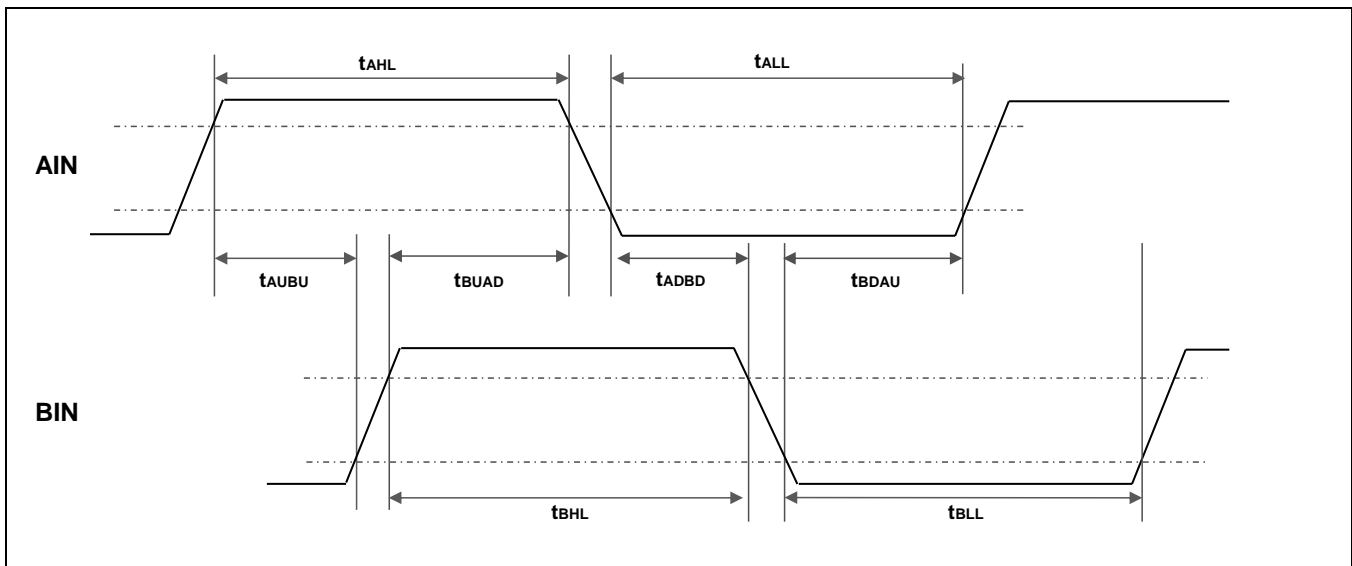 tAHL
tALL
AIN
tAUBU
tBUAD
tADBD
tBDAU
BIN
tBHL
tBLL